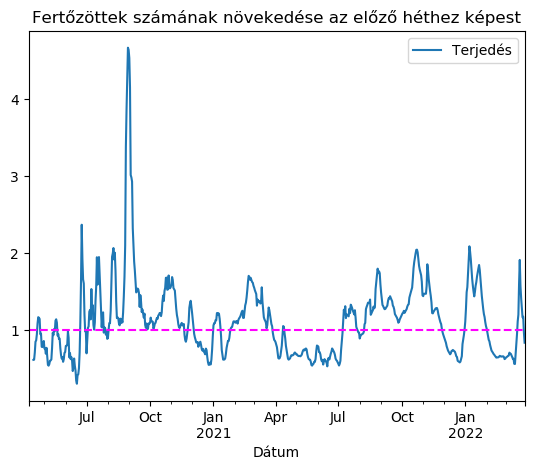 Fertőzöttek számának növekedése az előző héthez képest
Terjedés
4
3
2
1
Jul Oct Jan Apr Jul Oct Jan
2021 2022
Dátum